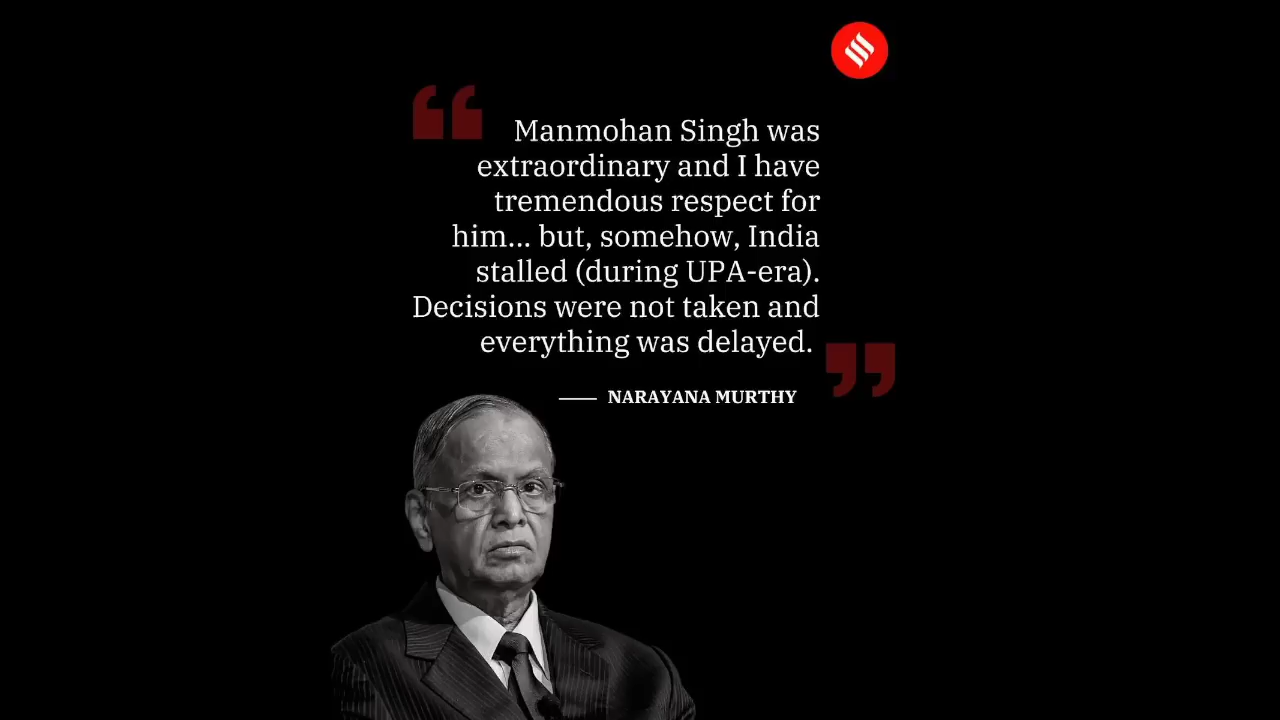 Manmohan Singh was
extraordinary and I have
tremendous respect for
him... but, somehow, India
stalled (during UPA-era).
Decisions were not taken and
everything was delayed.
—— NARAYANA MURTHY